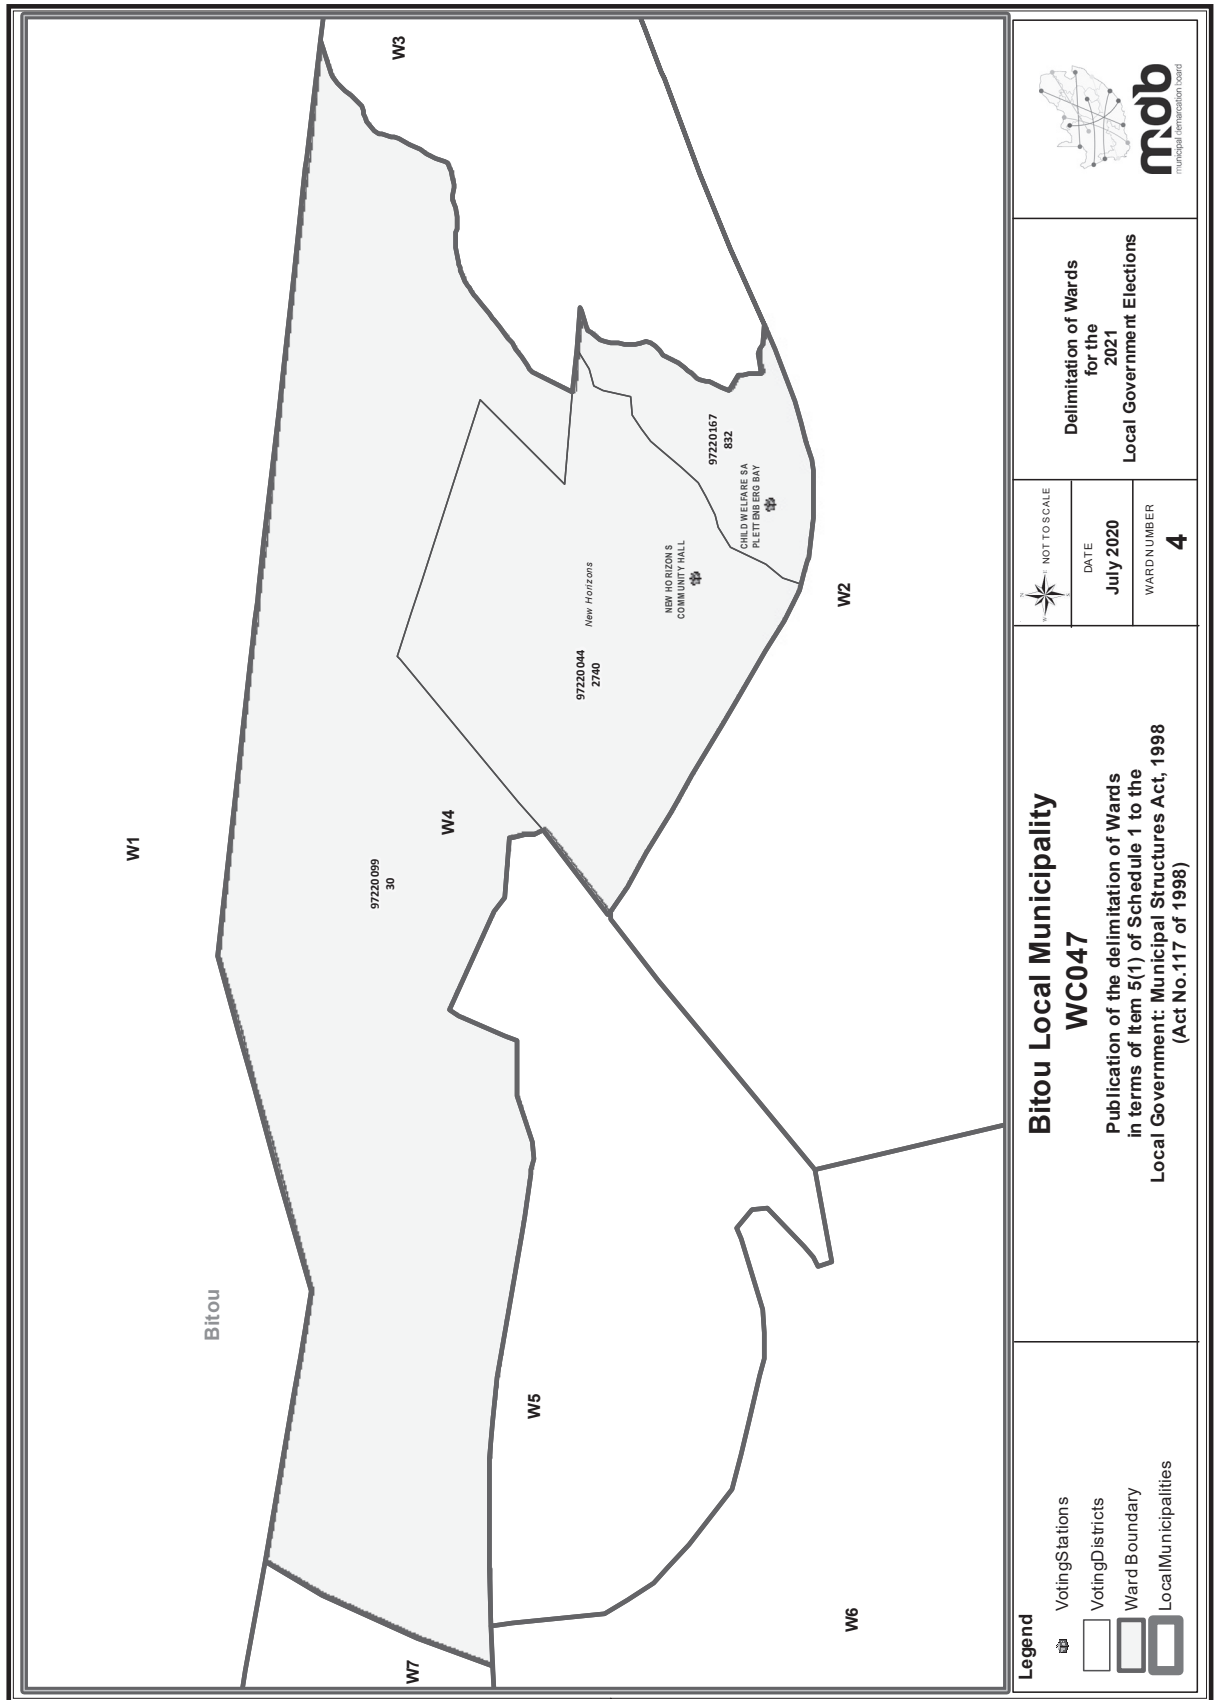 W1
Bitou
W3
W4
97220099
30
97220044
2740
New Horizons
NEW HORIZONS
COMMUNITY HALL
97220167
832
CHILD WELFARE SA
PLETTENBERG BAY
W2
W5
W6
W7
Legend
VotingStations
VotingDistricts
Ward Boundary
LocalMunicipalities
Bitou Local Municipality
WC047
Publication of the delimitation of Wards
in terms of Item 5(1) of Schedule 1 to the
Local Government: Municipal Structures Act, 1998
(Act No.117 of 1998)
N
W
E
S
NOT TO SCALE
DATE
July 2020
WARD NUMBER
4
Delimitation of Wards
for the
2021
Local Government Elections
mdb
municipal demarcation board